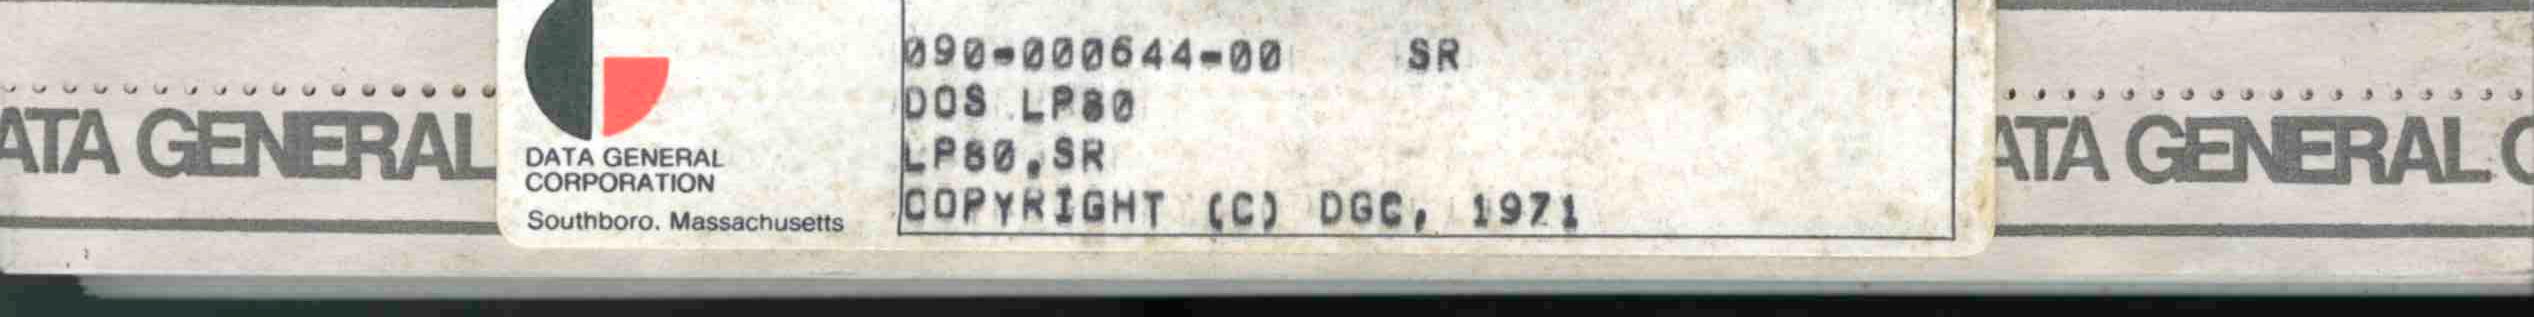 ATA GENERAL
DATA GENERAL
CORPORATION
Southboro. Massachusetts
090-000644-00 SR
DOS LP80
LP80.SR
COPYRIGHT (C) DGC, 1971
ATA GENERAL C